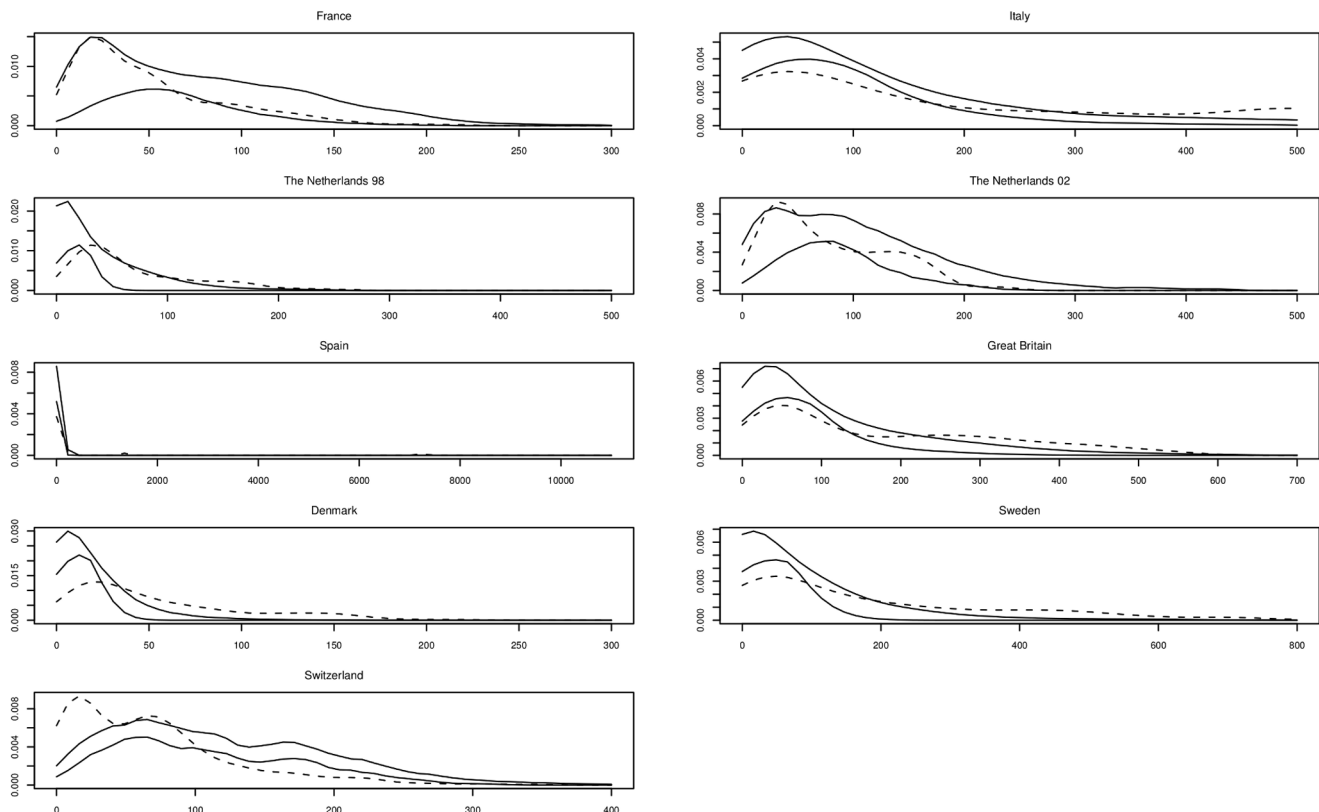 France
0.000 0.010
0 50 100 150 200 250 300
Italy
0.000 0.002 0.004
0 100 200 300 400 500
The Netherlands 98
0.000 0.010 0.020
0 100 200 300 400 500
The Netherlands 02
0.000 0.004 0.008
0 100 200 300 400 500
Spain
0.000 0.004 0.008
0 2000 4000 6000 8000 10000
Great Britain
0.000 0.003 0.006
0 100 200 300 400 500 600 700
Denmark
0.000 0.015 0.030
0 50 100 150 200 250 300
Sweden
0.000 0.003 0.006
0 200 400 600 800
Switzerland
0.000 0.004 0.008
0 100 200 300 400